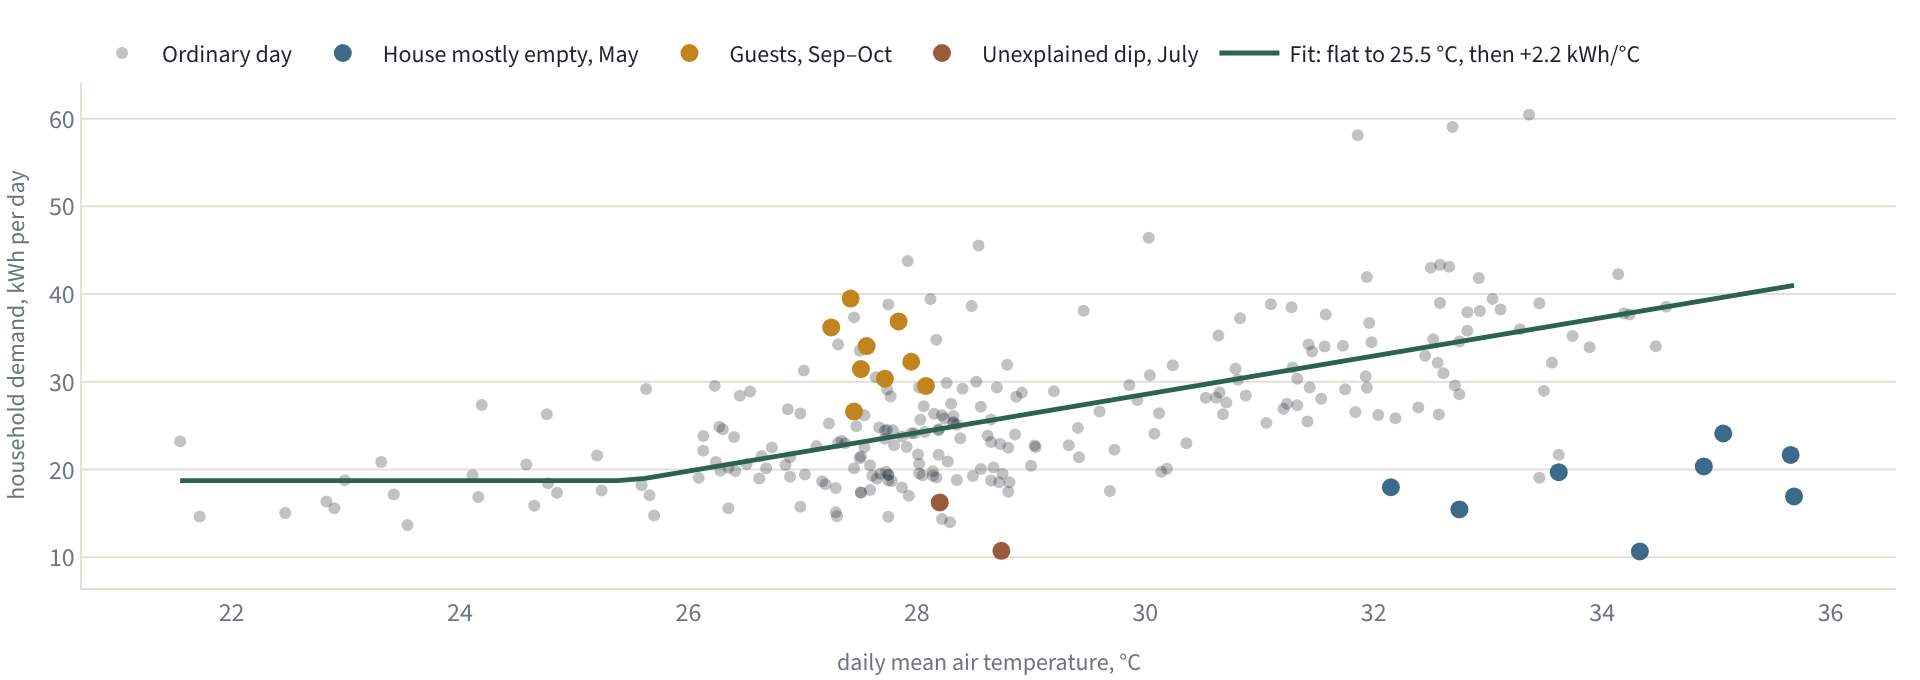 Ordinary day
House mostly empty, May
Guests, Sep–Oct
Unexplained dip, July
Fit: flat to 25.5 °C, then +2.2 kWh/°C
household demand, kWh per day
60
50
40
30
20
10
22
24
26
28
30
32
34
36
daily mean air temperature, °C